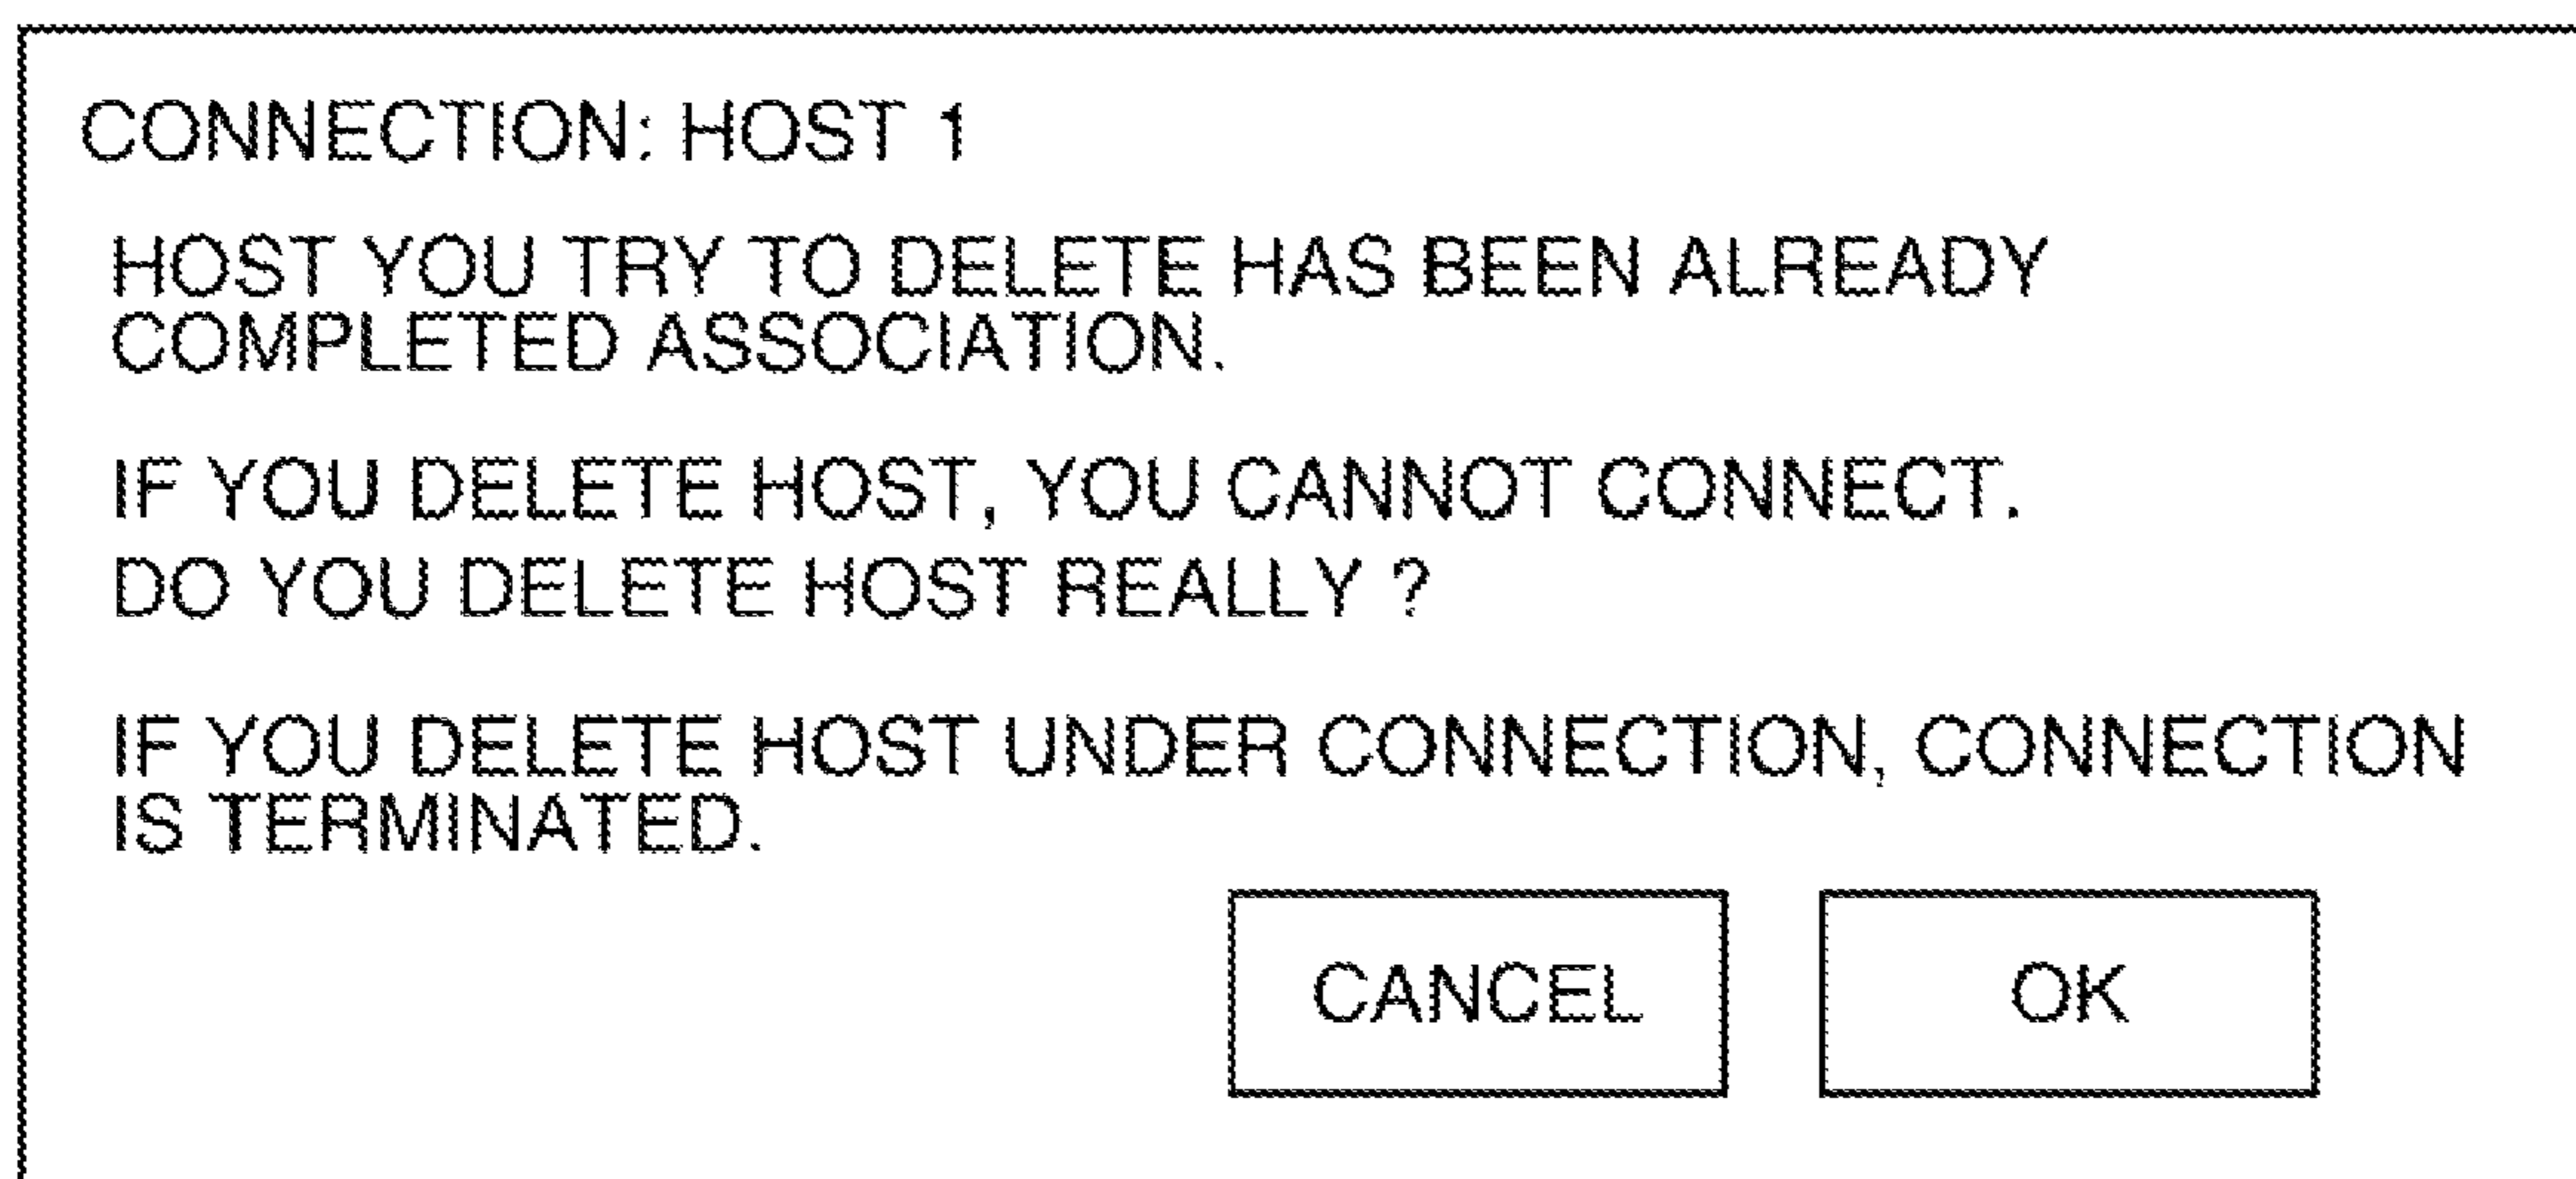 CONNECTION: HOST 1
HOST YOU TRY TO DELETE HAS BEEN ALREADY
COMPLETED ASSOCIATION.
IF YOU DELETE HOST, YOU CANNOT CONNECT.
DO YOU DELETE HOST REALLY ?
IF YOU DELETE HOST UNDER CONNECTION, CONNECTION
IS TERMINATED.
CANCEL OK